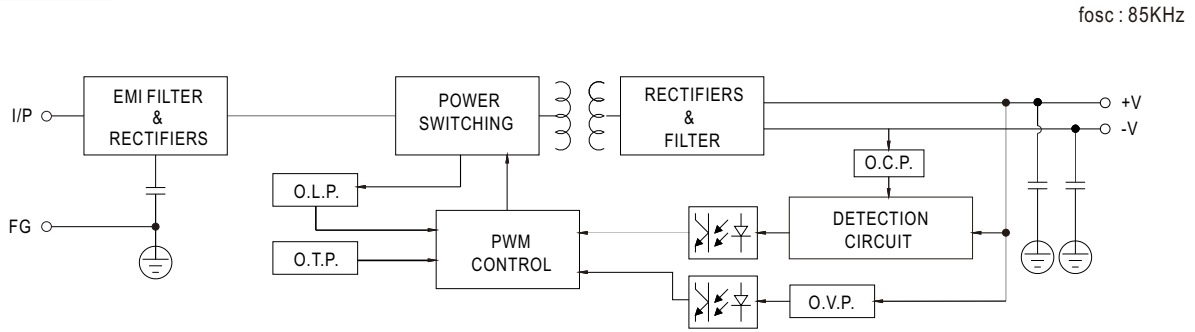 fosc : 85KHz
I/P
EMI FILTER
&
RECTIFIERS
POWER
SWITCHING
RECTIFIERS
&
FILTER
+V
-V
O.C.P.
O.L.P.
FG
PWM
CONTROL
DETECTION
CIRCUIT
O.T.P.
O.V.P.